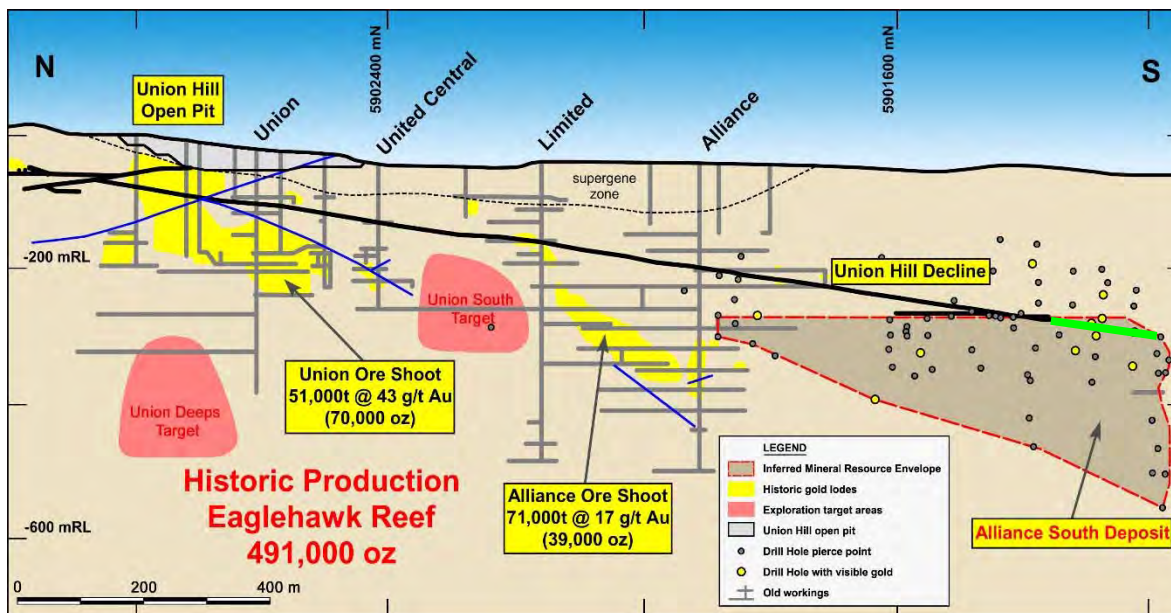 N
S
Union Hill
Open Pit
Union
5902400 mN
United Central
Limited
Alliance
5901600 mN
supergene
zone
-200 mRL
Union Hill Decline
Union South
Target
Union Ore Shoot
51,000t @ 43 g/t Au
(70,000 oz)
Union Deeps
Target
Historic Production
Eaglehawk Reef
491,000 oz
Alliance Ore Shoot
71,000t @ 17 g/t Au
(39,000 oz)
-600 mRL
0 200 400 m
LEGEND
Inferred Mineral Resource Envelope
Historic gold lodes
Exploration target areas
Union Hill open pit
Drill Hole pierce point
Drill Hole with visible gold
Old workings
Alliance South Deposit